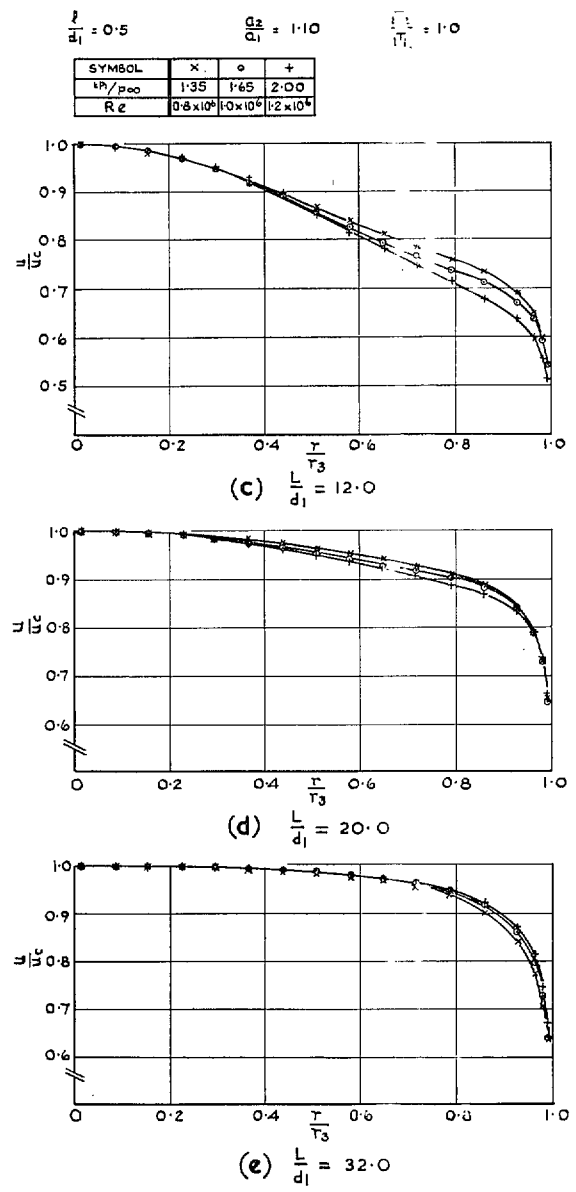 l/d₁ = 0·5 a₂/a₁ = 1·10 = 1·0
SYMBOL × ⊙ +
P₁/p∞ 1·35 1·65 2·00
Re 0·8×10⁶ 1·0×10⁶ 1·2×10⁶
1·0
0·9
0·8
u/uc
0·7
0·6
0·5
0 0·2 0·4 0·6 0·8 1·0
r/r₃
(c) L/d₁ = 12·0
1·0
0·9
u/uc 0·8
0·7
0·6
0 0·2 0·4 0·6 0·8 1·0
r/r₃
(d) L/d₁ = 20·0
1·0
0·9
u/uc 0·8
0·7
0·6
0 0·2 0·4 0·6 0·8 1·0
r/r₃
(e) L/d₁ = 32·0